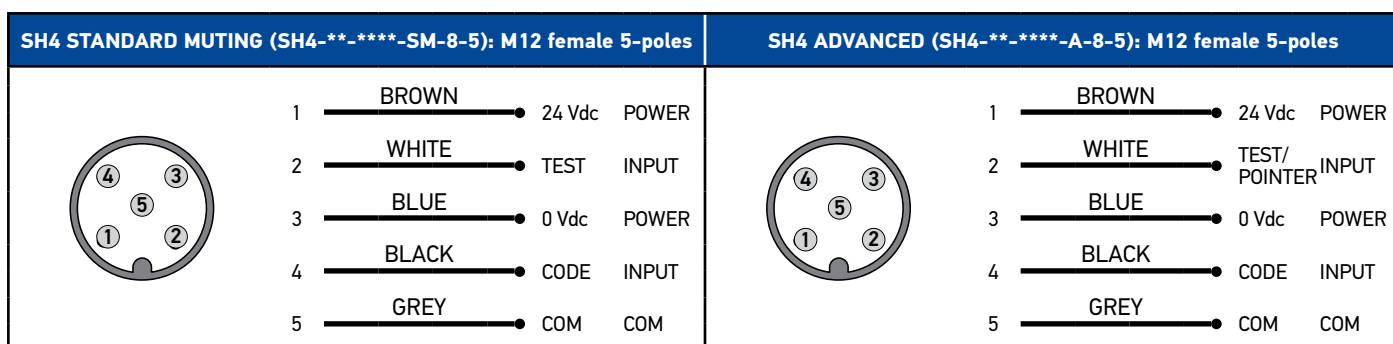 SH4 STANDARD MUTING (SH4-**-****-SM-8-5): M12 female 5-poles
1 BROWN 24 Vdc POWER
2 WHITE TEST INPUT
3 BLUE 0 Vdc POWER
4 BLACK CODE INPUT
5 GREY COM COM
4 3
5
1 2
SH4 ADVANCED (SH4-**-****-A-8-5): M12 female 5-poles
1 BROWN 24 Vdc POWER
2 WHITE TEST/
POINTER INPUT
3 BLUE 0 Vdc POWER
4 BLACK CODE INPUT
5 GREY COM COM
4 3
5
1 2